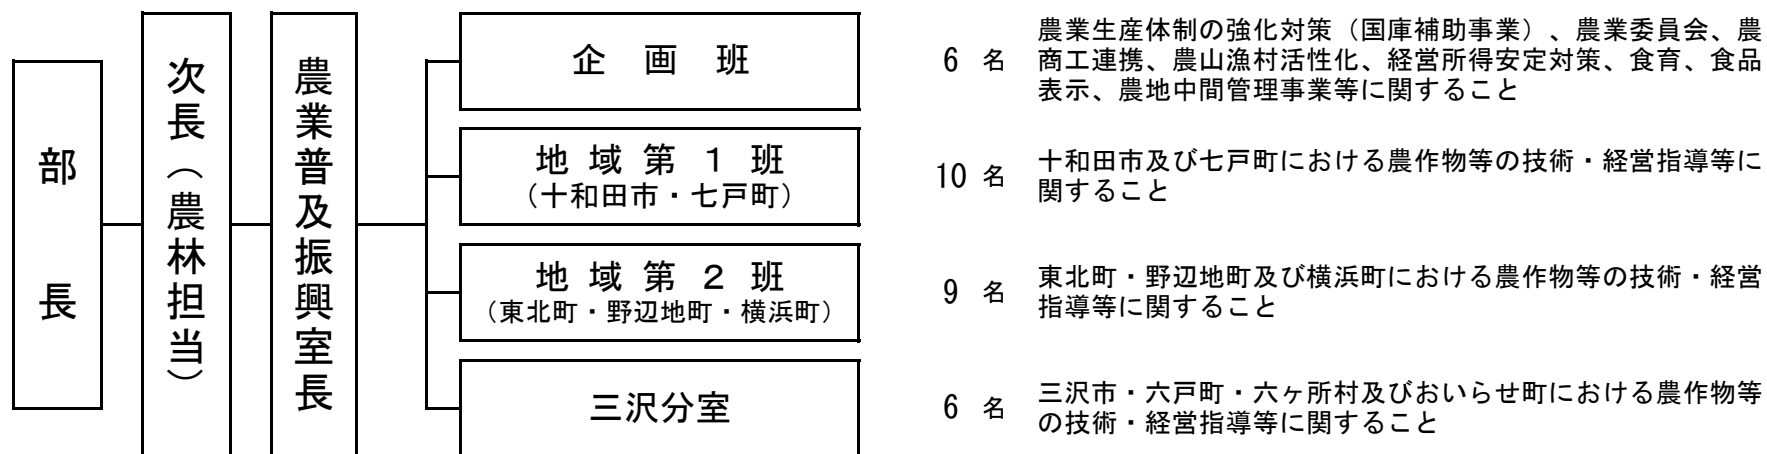 部長
次長（農林担当）
農業普及振興室長
企画班
6 名
農業生産体制の強化対策（国庫補助事業）、農業委員会、農
商工連携、農山漁村活性化、経営所得安定対策、食育、食品
表示、農地中間管理事業等に関すること
地域第１班
（十和田市・七戸町）
10 名
十和田市及び七戸町における農作物等の技術・経営指導等に
関すること
地域第２班
（東北町・野辺地町・横浜町）
9 名
東北町・野辺地町及び横浜町における農作物等の技術・経営
指導等に関すること
三沢分室
6 名
三沢市・六戸町・六ヶ所村及びおいらせ町における農作物等
の技術・経営指導等に関すること